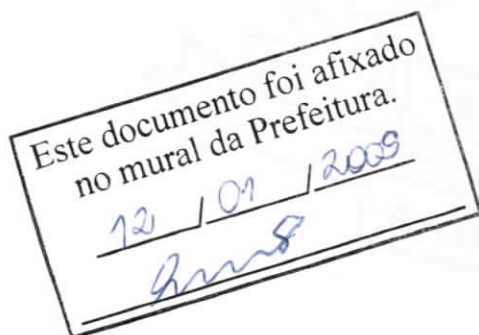 Este documento foi afixado
no mural da Prefeitura.
12 / 01 / 2009